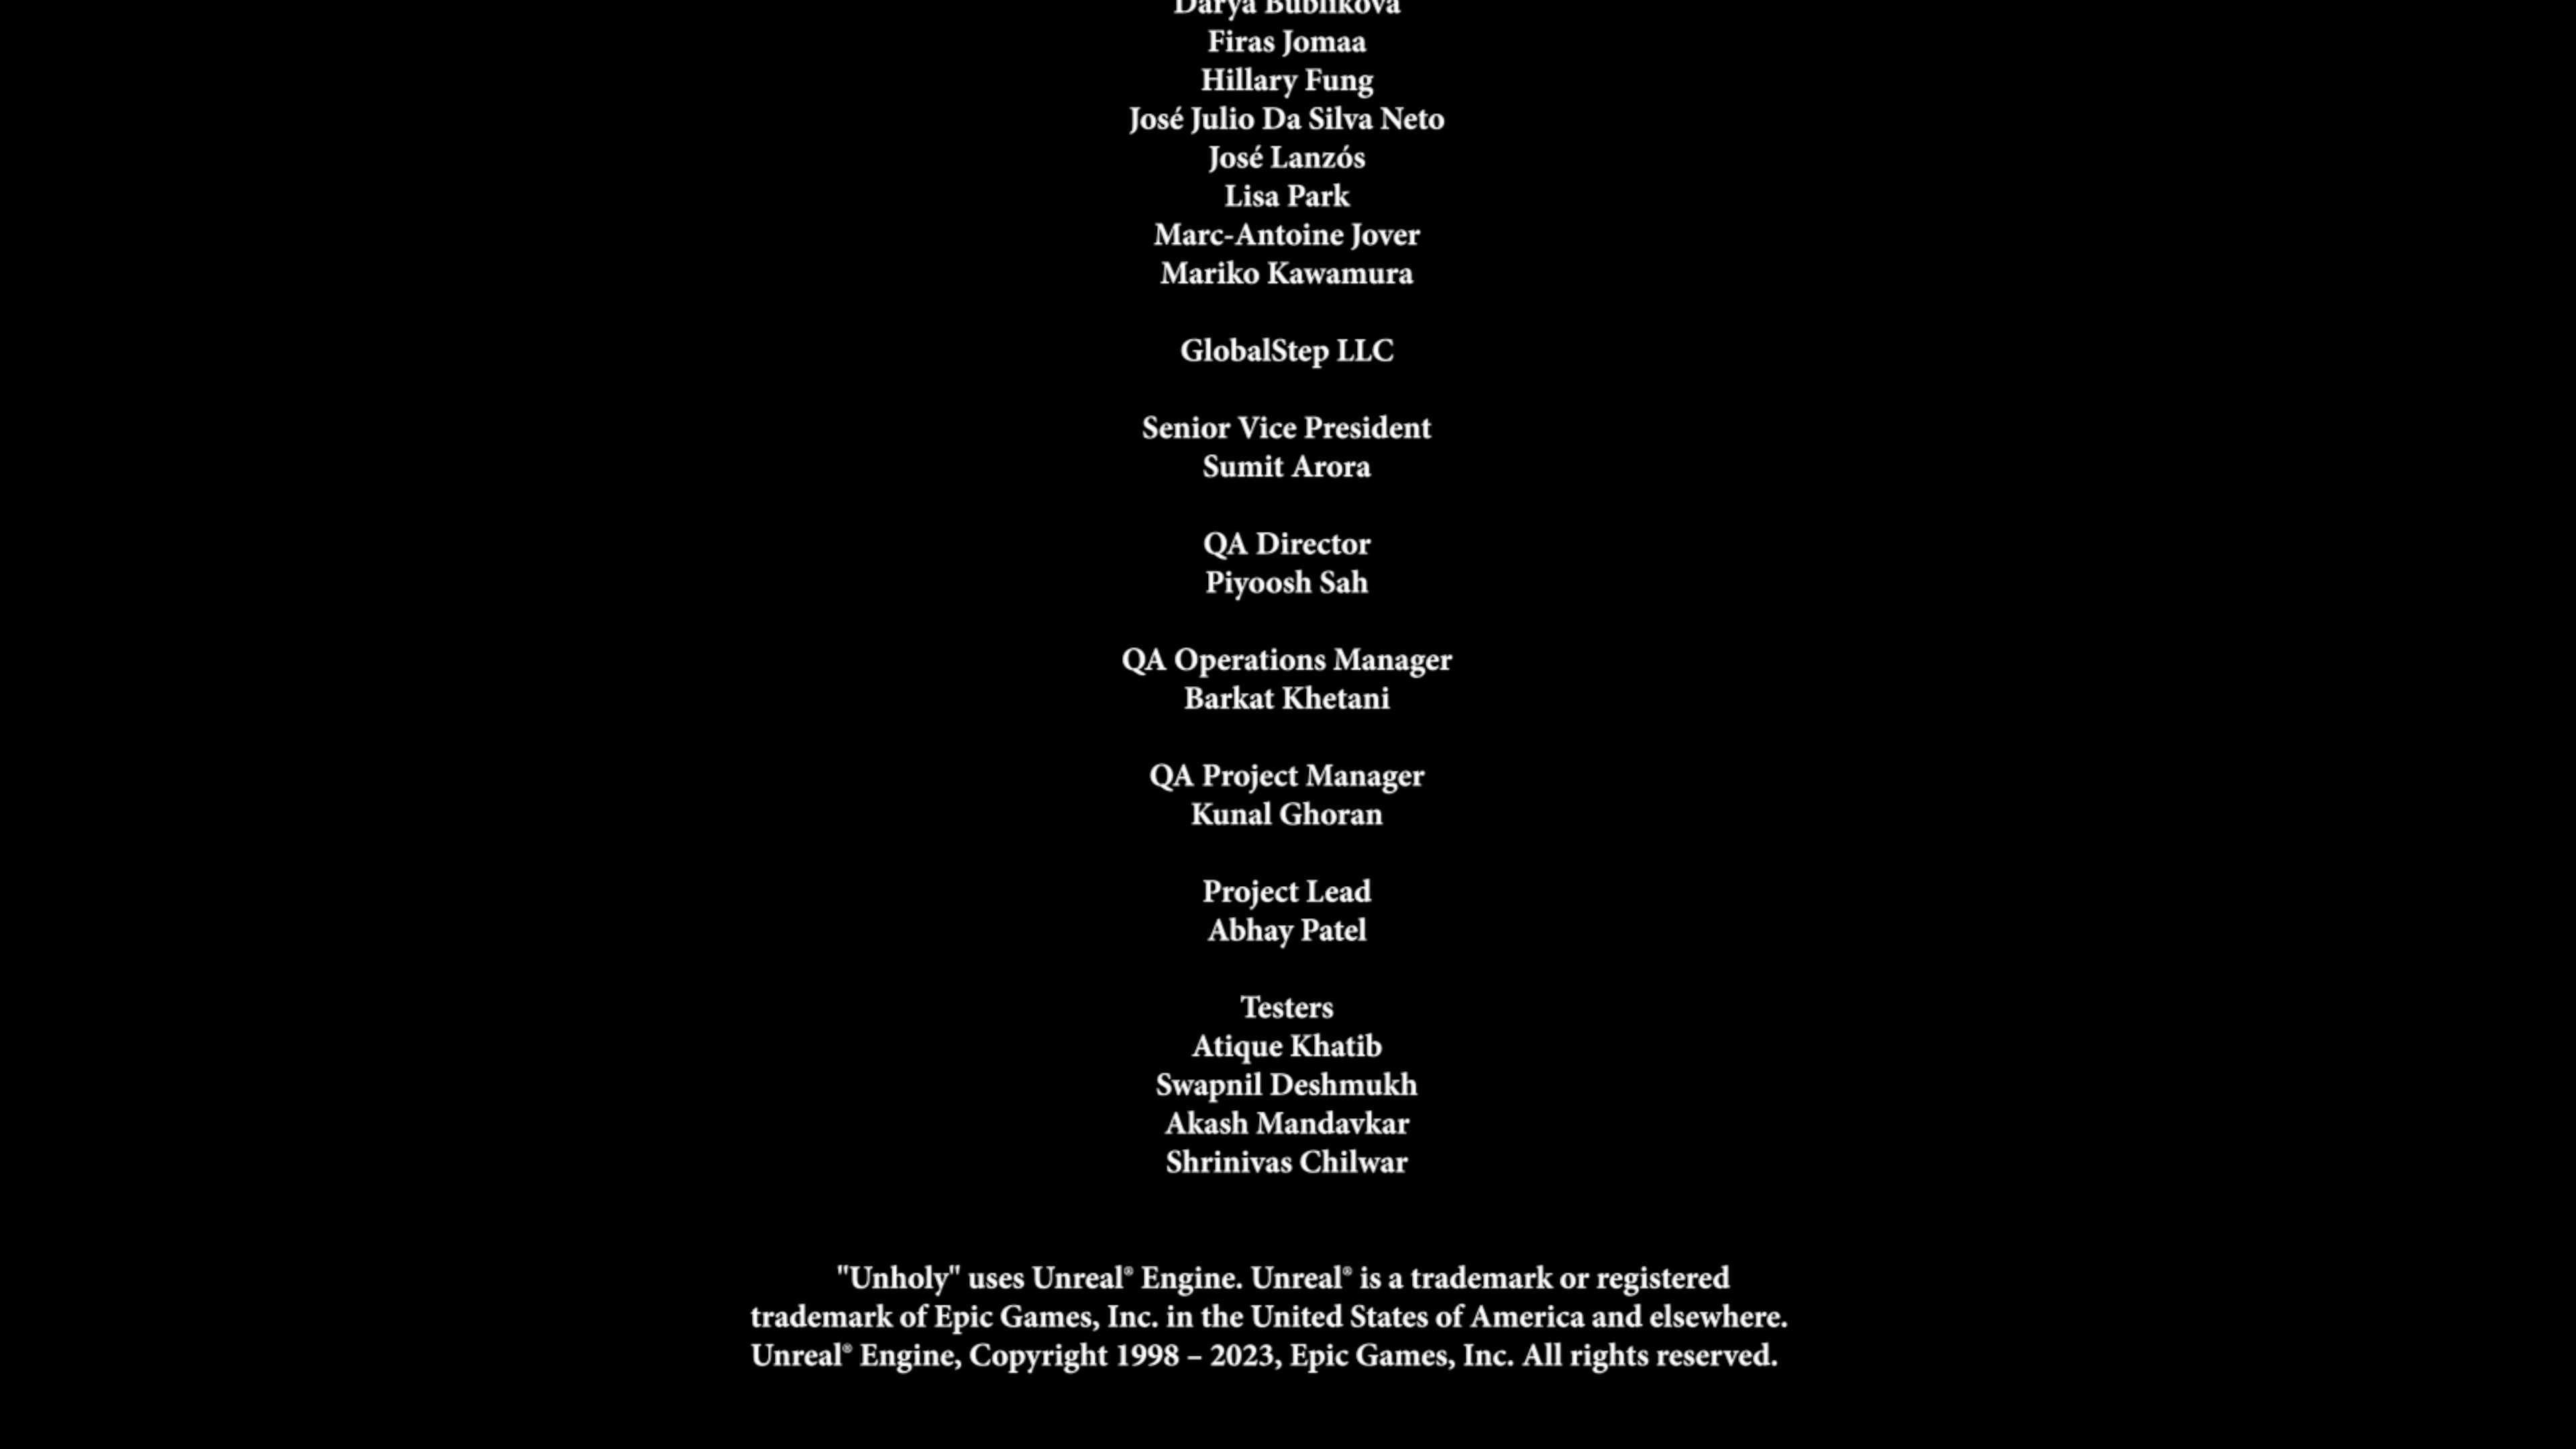 Darya Bublikova
Firas Jomaa
Hillary Fung
José Julio Da Silva Neto
José Lanzós
Lisa Park
Marc-Antoine Jover
Mariko Kawamura
GlobalStep LLC
Senior Vice President
Sumit Arora
QA Director
Piyoosh Sah
QA Operations Manager
Barkat Khetani
QA Project Manager
Kunal Ghoran
Project Lead
Abhay Patel
Testers
Atique Khatib
Swapnil Deshmukh
Akash Mandavkar
Shrinivas Chilwar
"Unholy" uses Unreal® Engine. Unreal® is a trademark or registered
trademark of Epic Games, Inc. in the United States of America and elsewhere.
Unreal® Engine, Copyright 1998 – 2023, Epic Games, Inc. All rights reserved.